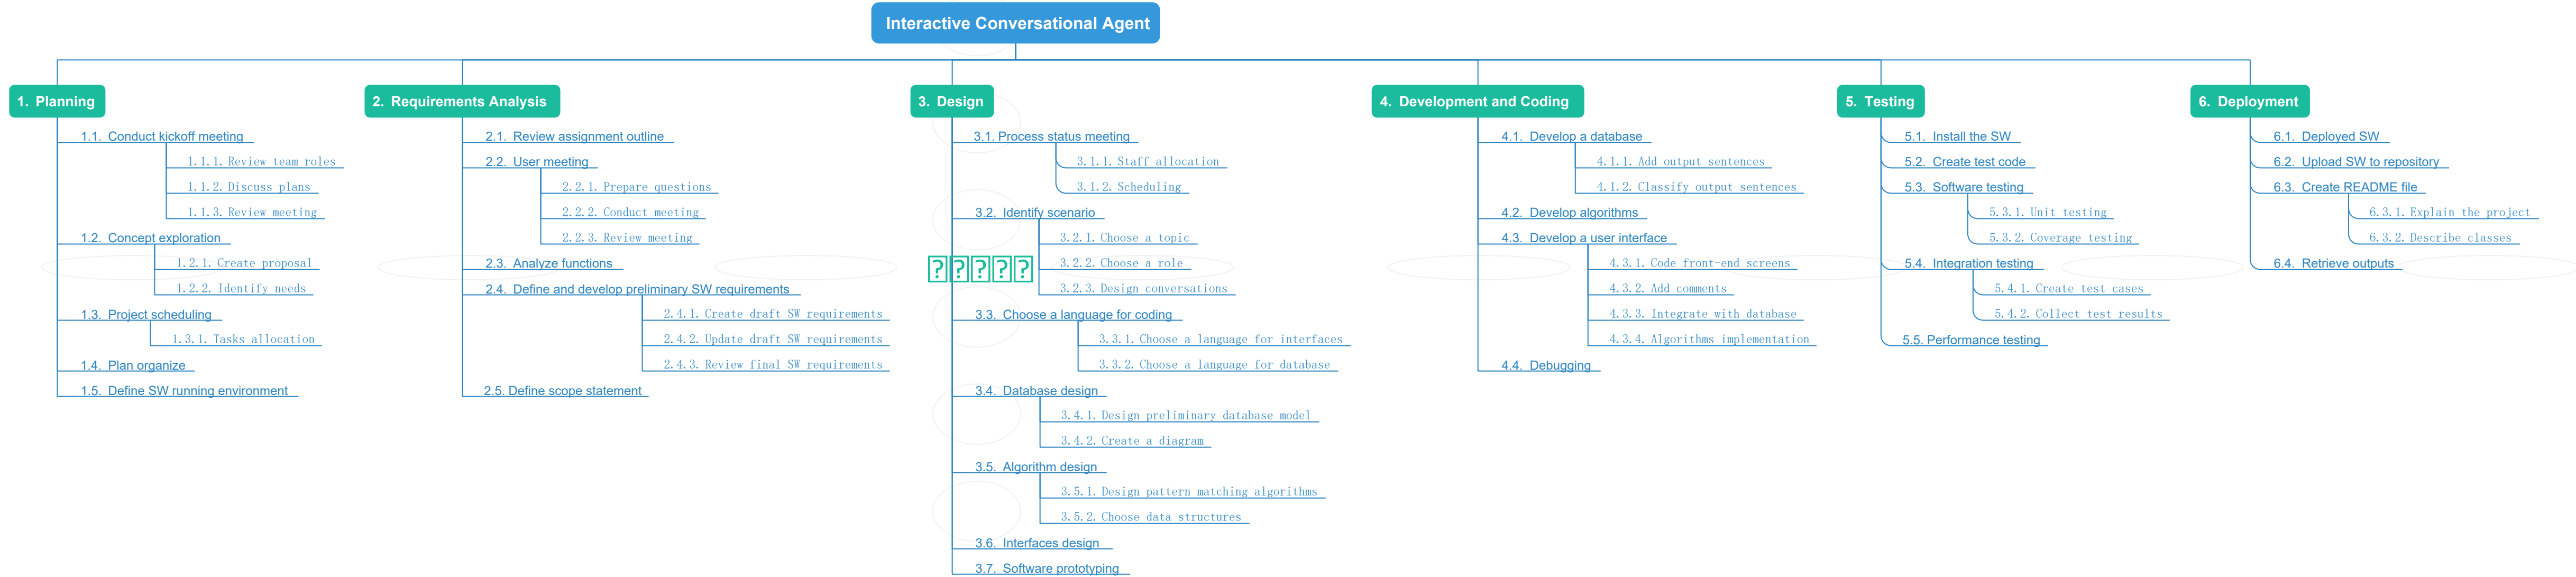 Interactive Conversational Agent
1. Planning
1.1. Conduct kickoff meeting
1.1.1. Review team roles
1.1.2. Discuss plans
1.1.3. Review meeting
1.2. Concept exploration
1.2.1. Create proposal
1.2.2. Identify needs
1.3. Project scheduling
1.3.1. Tasks allocation
1.4. Plan organize
1.5. Define SW running environment
2. Requirements Analysis
2.1. Review assignment outline
2.2. User meeting
2.2.1. Prepare questions
2.2.2. Conduct meeting
2.2.3. Review meeting
2.3. Analyze functions
2.4. Define and develop preliminary SW requirements
2.4.1. Create draft SW requirements
2.4.2. Update draft SW requirements
2.4.3. Review final SW requirements
2.5. Define scope statement
3. Design
3.1. Process status meeting
3.1.1. Staff allocation
3.1.2. Scheduling
3.2. Identify scenario
3.2.1. Choose a topic
3.2.2. Choose a role
3.2.3. Design conversations
3.3. Choose a language for coding
3.3.1. Choose a language for interfaces
3.3.2. Choose a language for database
3.4. Database design
3.4.1. Design preliminary database model
3.4.2. Create a diagram
3.5. Algorithm design
3.5.1. Design pattern matching algorithms
3.5.2. Choose data structures
3.6. Interfaces design
3.7. Software prototyping
4. Development and Coding
4.1. Develop a database
4.1.1. Add output sentences
4.1.2. Classify output sentences
4.2. Develop algorithms
4.3. Develop a user interface
4.3.1. Code front-end screens
4.3.2. Add comments
4.3.3. Integrate with database
4.3.4. Algorithms implementation
4.4. Debugging
5. Testing
5.1. Install the SW
5.2. Create test code
5.3. Software testing
5.3.1. Unit testing
5.3.2. Coverage testing
5.4. Integration testing
5.4.1. Create test cases
5.4.2. Collect test results
5.5. Performance testing
6. Deployment
6.1. Deployed SW
6.2. Upload SW to repository
6.3. Create README file
6.3.1. Explain the project
6.3.2. Describe classes
6.4. Retrieve outputs